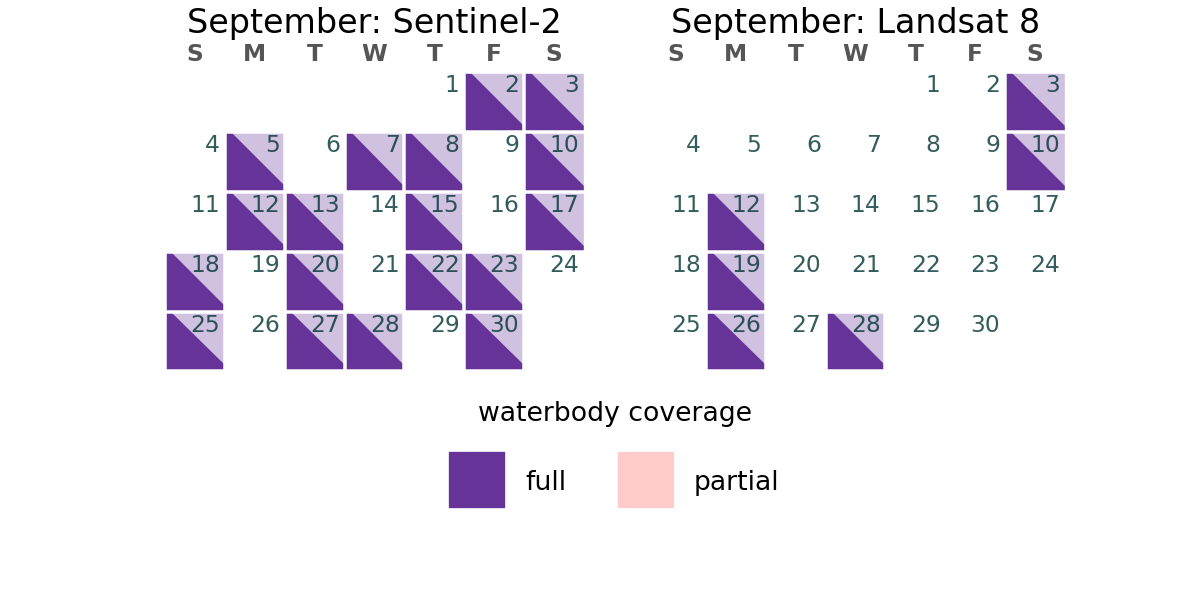 September: Sentinel-2
S M T W T F S
1 2 3
4 5 6 7 8 9 10
11 12 13 14 15 16 17
18 19 20 21 22 23 24
25 26 27 28 29 30
September: Landsat 8
S M T W T F S
1 2 3
4 5 6 7 8 9 10
11 12 13 14 15 16 17
18 19 20 21 22 23 24
25 26 27 28 29 30
waterbody coverage
full partial